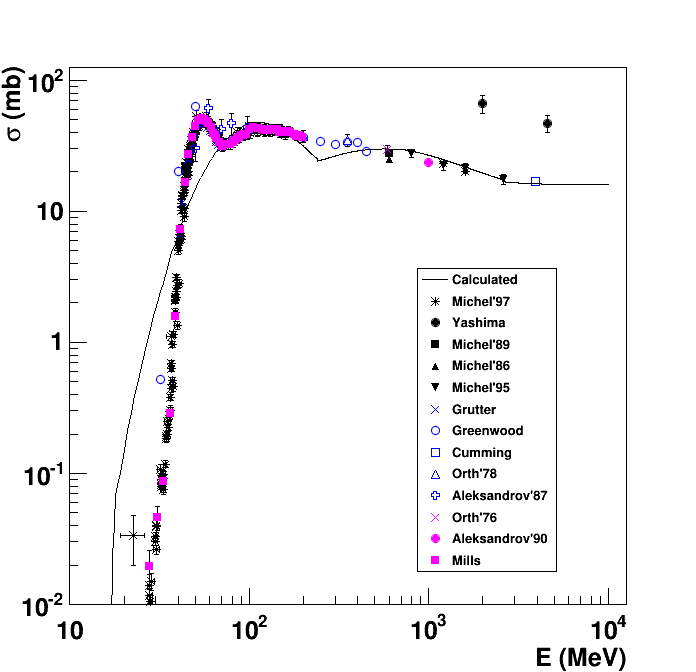 σ (mb)
10²
10
1
10⁻¹
10⁻²
Calculated
Michel'97
Yashima
Michel'89
Michel'86
Michel'95
Grutter
Greenwood
Cumming
Orth'78
Aleksandrov'87
Orth'76
Aleksandrov'90
Mills
10 10² 10³ 10⁴
E (MeV)